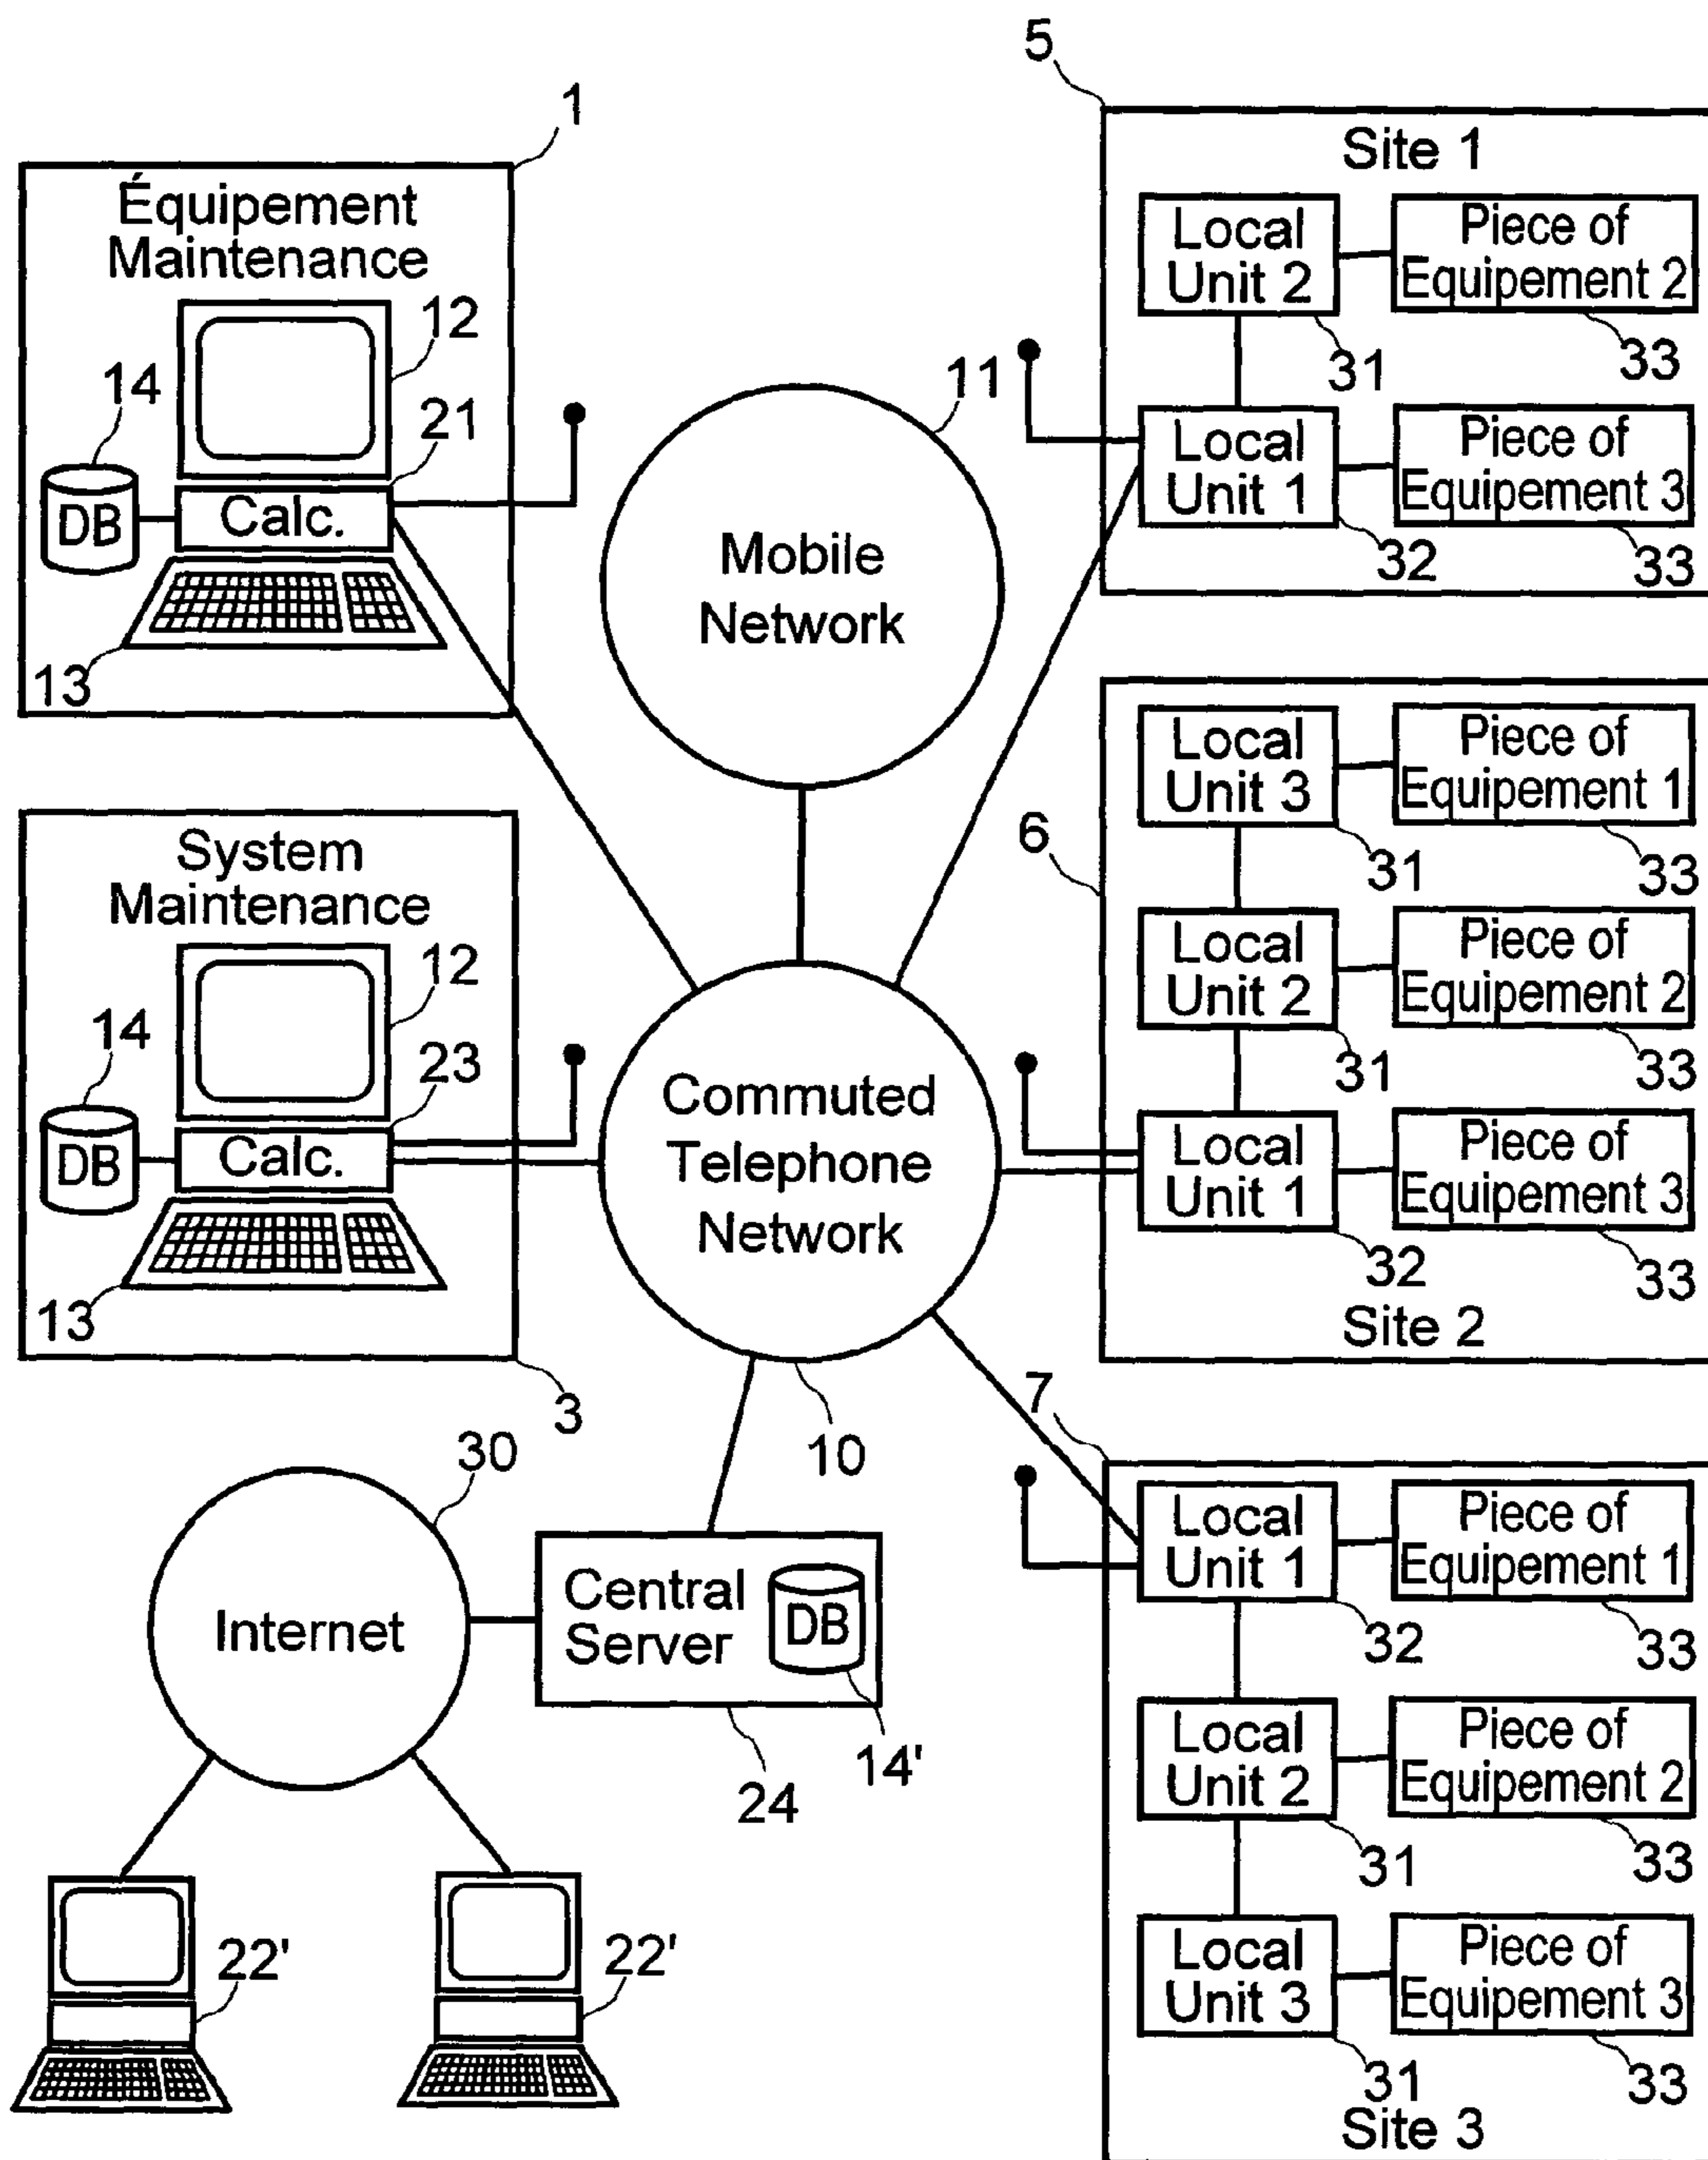 1
Équipement
Maintenance
12
14
21
DB
Calc.
13
System
Maintenance
12
14
23
DB
Calc.
13
3
11
Mobile
Network
Commuted
Telephone
Network
10
30
Internet
Central
Server
DB
14'
24
22'
22'
5
Site 1
Local
Unit 2
Piece of
Equipement 2
31
33
Local
Unit 1
Piece of
Equipement 3
32
33
6
Local
Unit 3
Piece of
Equipement 1
31
33
Local
Unit 2
Piece of
Equipement 2
31
33
Local
Unit 1
Piece of
Equipement 3
32
33
Site 2
7
Local
Unit 1
Piece of
Equipement 1
32
33
Local
Unit 2
Piece of
Equipement 2
31
33
Local
Unit 3
Piece of
Equipement 3
31
33
Site 3